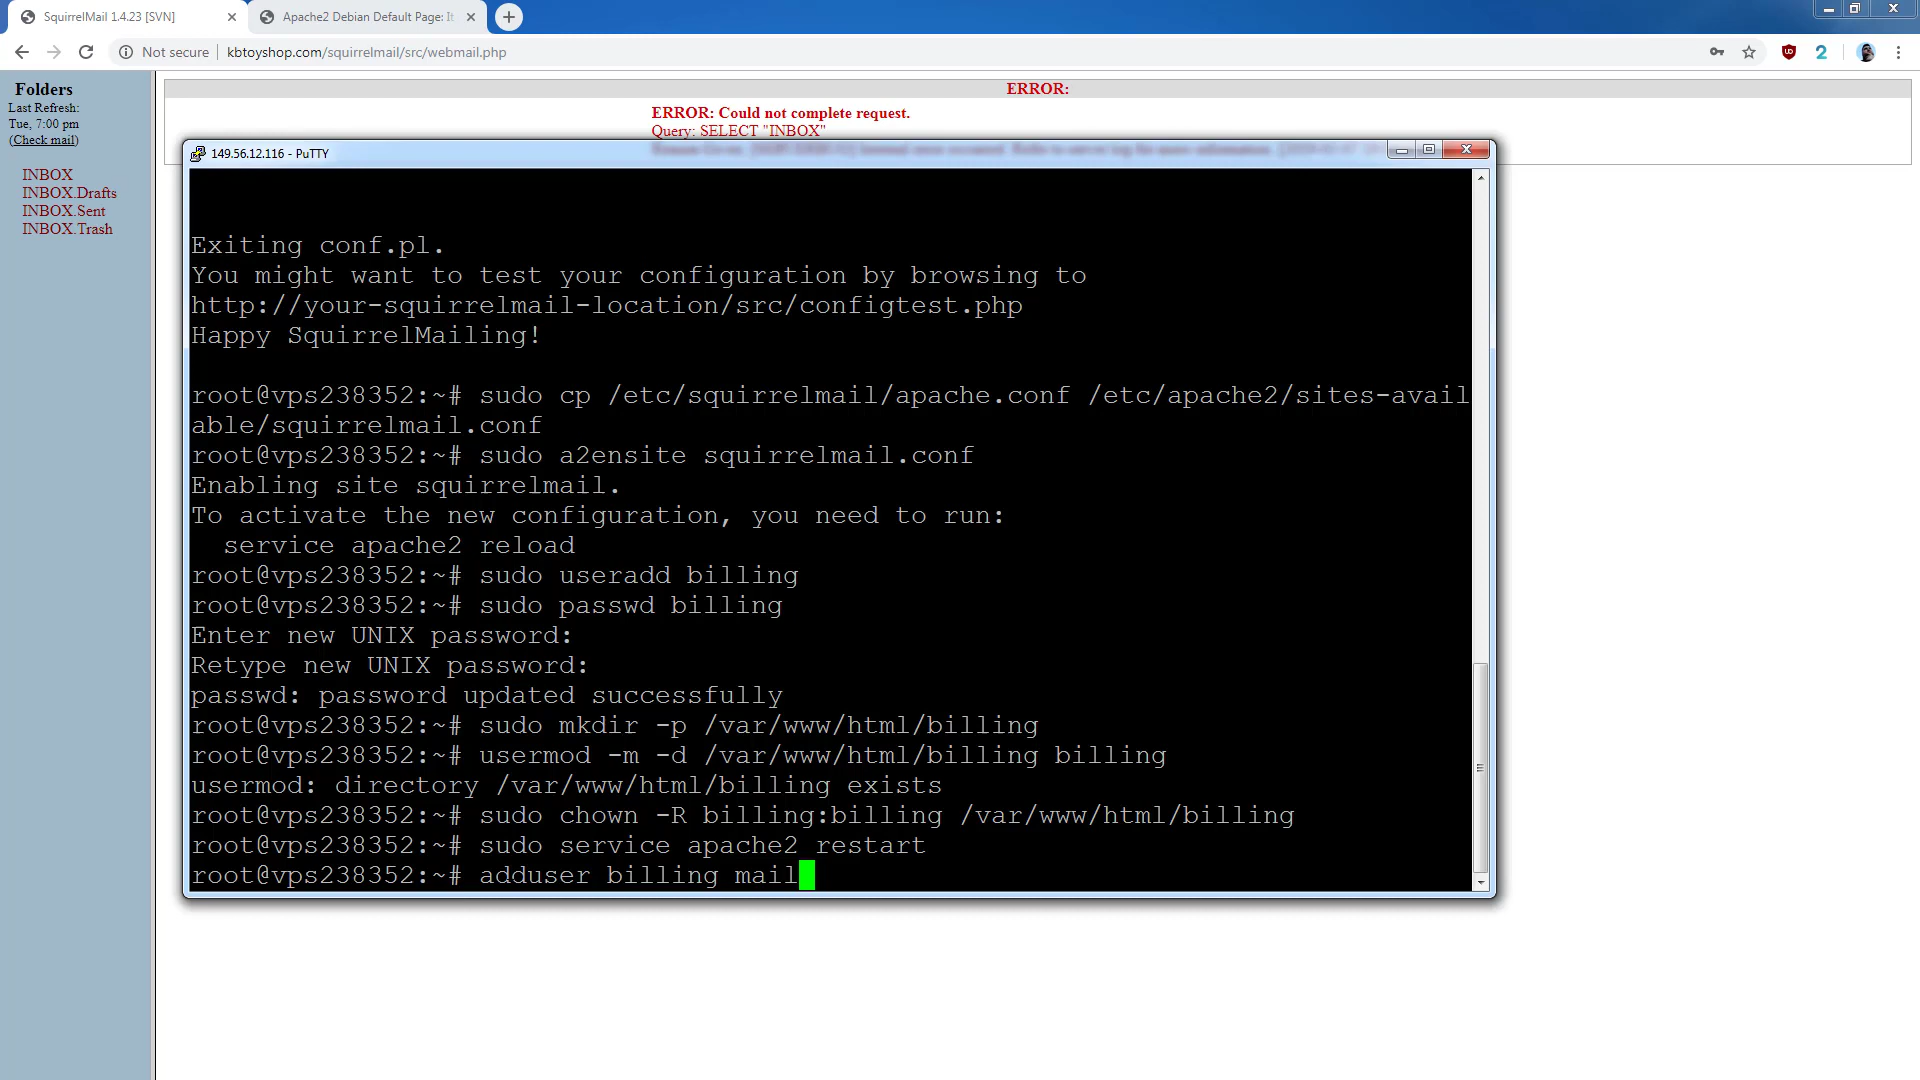 SquirrelMail 1.4.23 [SVN]
Apache2 Debian Default Page: It
Not secure
kbtoyshop.com/squirrelmail/src/webmail.php
2
Folders
Last Refresh:
Tue, 7:00 pm
(Check mail)
INBOX
INBOX.Drafts
INBOX.Sent
INBOX.Trash
ERROR:
ERROR: Could not complete request.
Query: SELECT "INBOX"
149.56.12.116 - PuTTY
Exiting conf.pl.
You might want to test your configuration by browsing to
http://your-squirrelmail-location/src/configtest.php
Happy SquirrelMailing!
root@vps238352:~# sudo cp /etc/squirrelmail/apache.conf /etc/apache2/sites-avail
able/squirrelmail.conf
root@vps238352:~# sudo a2ensite squirrelmail.conf
Enabling site squirrelmail.
To activate the new configuration, you need to run:
service apache2 reload
root@vps238352:~# sudo useradd billing
root@vps238352:~# sudo passwd billing
Enter new UNIX password:
Retype new UNIX password:
passwd: password updated successfully
root@vps238352:~# sudo mkdir -p /var/www/html/billing
root@vps238352:~# usermod -m -d /var/www/html/billing billing
usermod: directory /var/www/html/billing exists
root@vps238352:~# sudo chown -R billing:billing /var/www/html/billing
root@vps238352:~# sudo service apache2 restart
root@vps238352:~# adduser billing mail